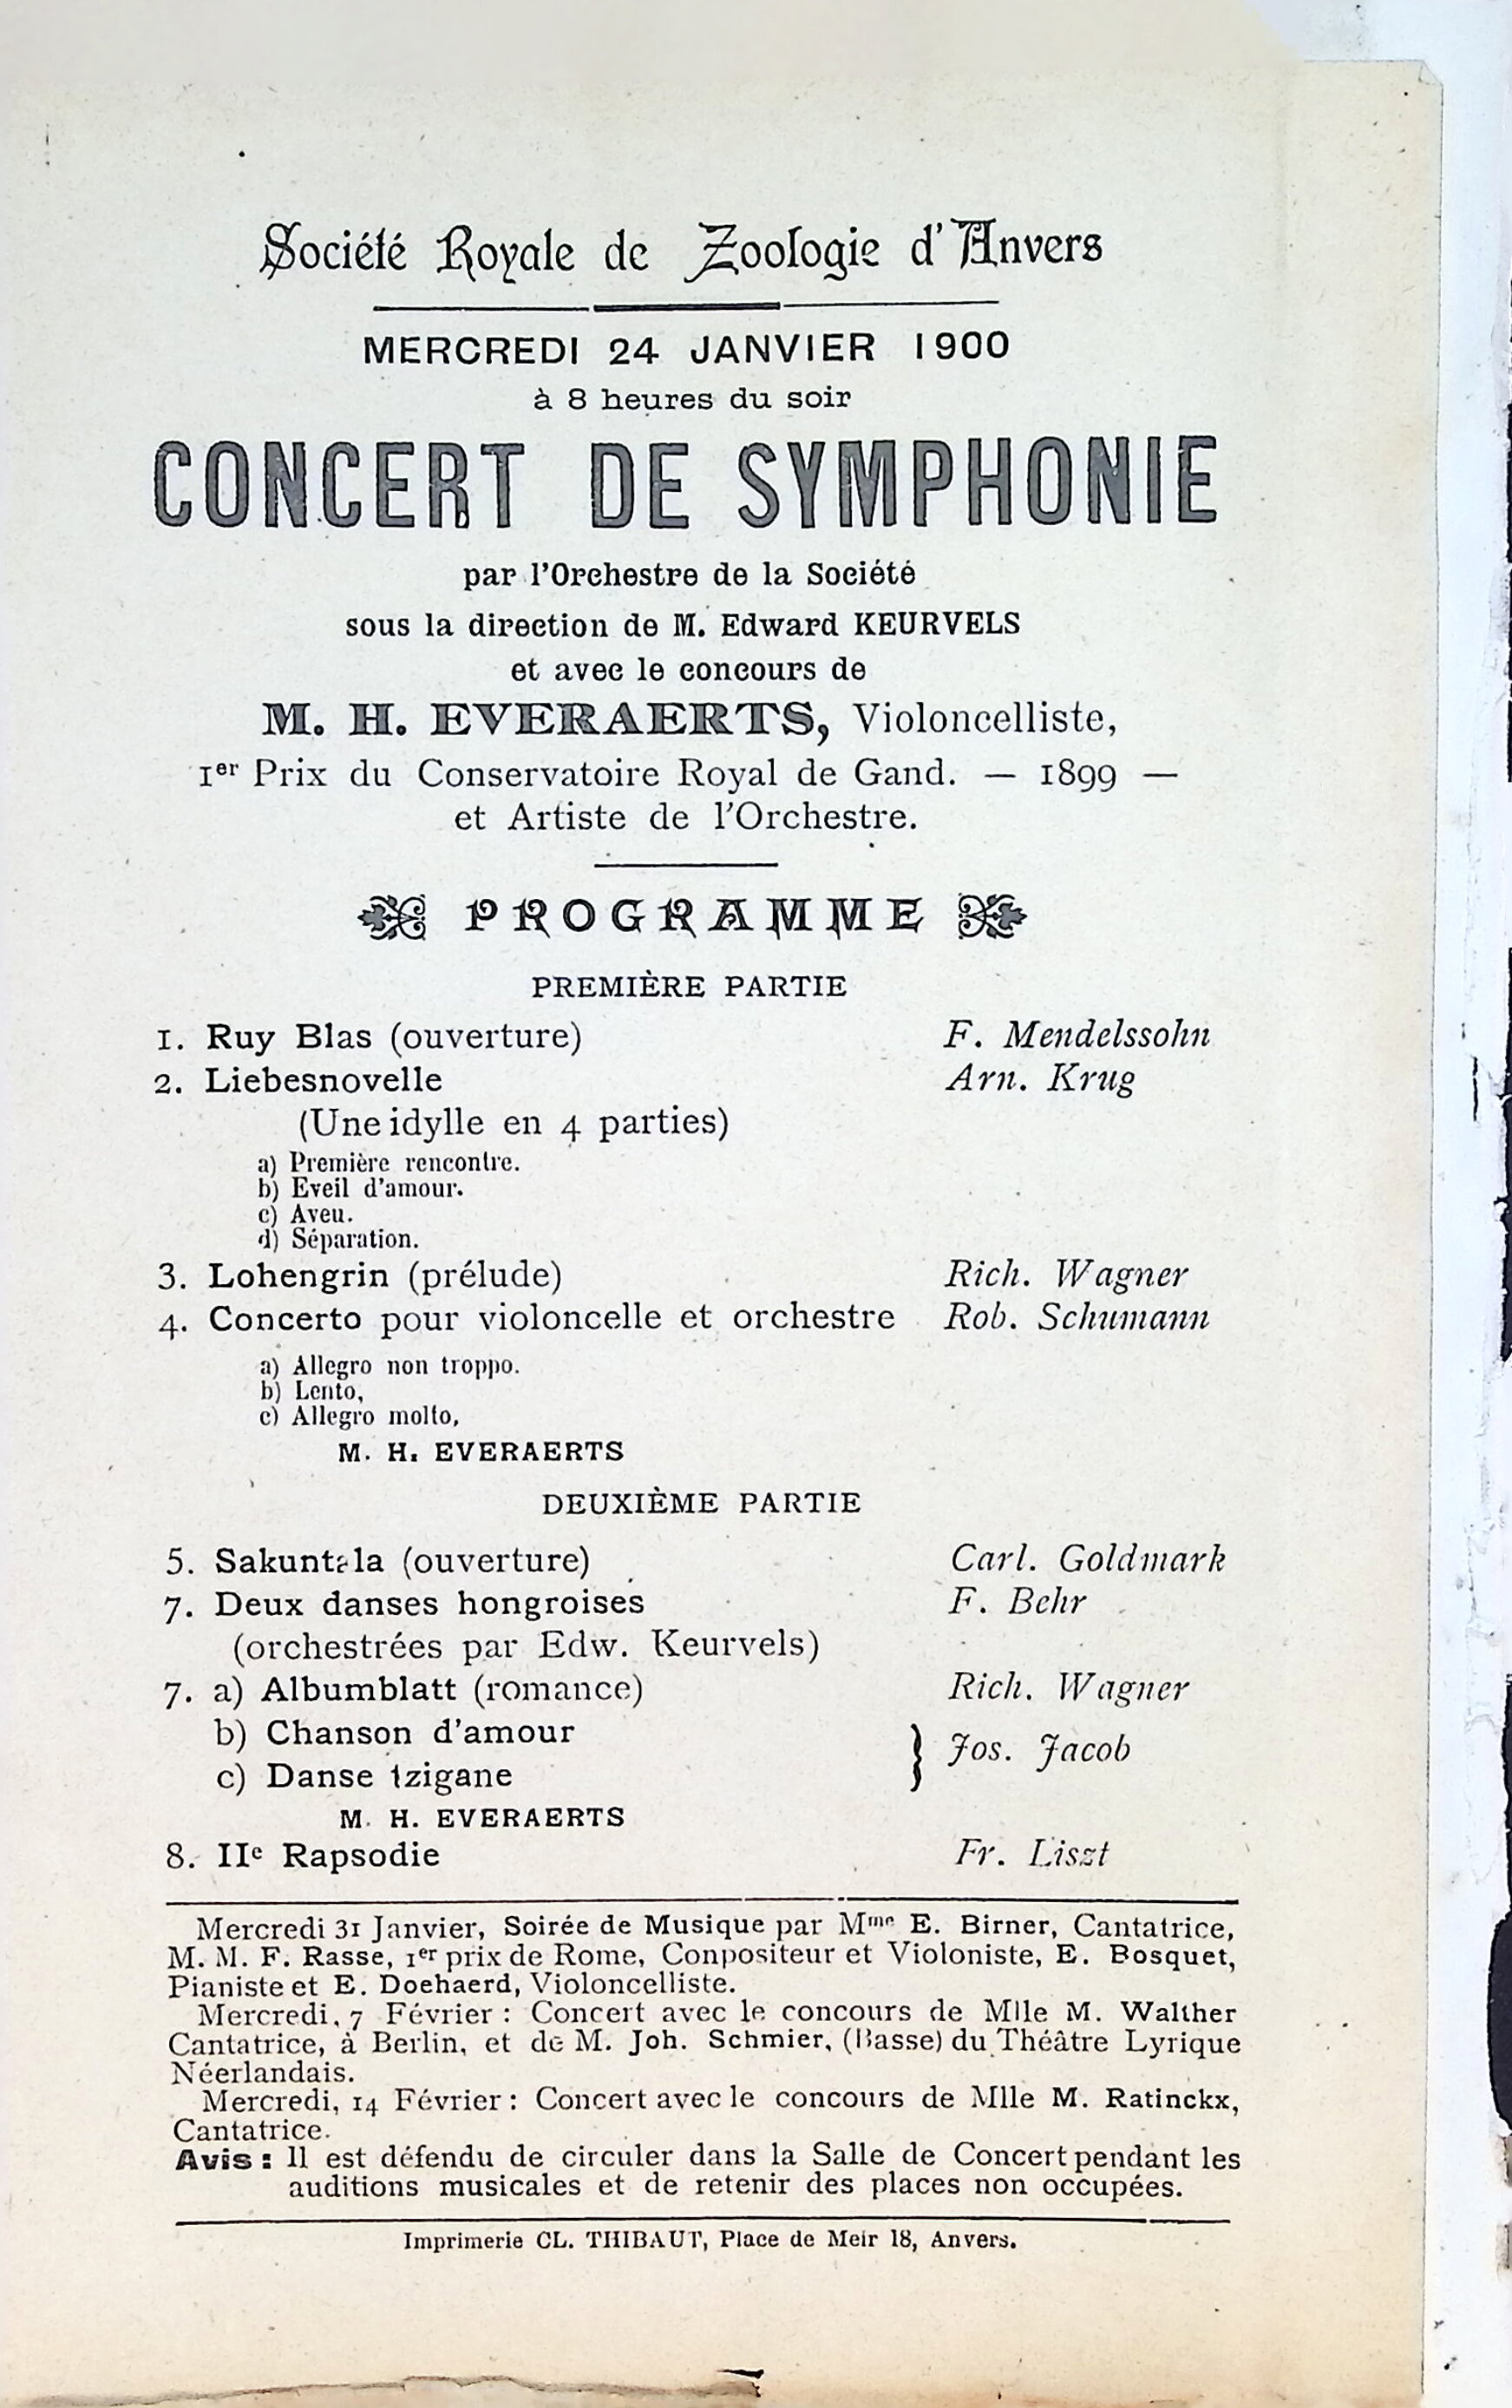 Société Royale de Zoologie d'Anvers
MERCREDI 24 JANVIER 1900
à 8 heures du soir
CONCERT DE SYMPHONIE
par l'Orchestre de la Société
sous la direction de M. Edward KEURVELS
et avec le concours de
M. H. EVERAERTS, Violoncelliste,
1er Prix du Conservatoire Royal de Gand. — 1899 —
et Artiste de l'Orchestre.
PROGRAMME
PREMIÈRE PARTIE
1. Ruy Blas (ouverture) F. Mendelssohn
2. Liebesnovelle Arn. Krug
(Une idylle en 4 parties)
a) Première rencontre.
b) Eveil d'amour.
c) Aveu.
d) Séparation.
3. Lohengrin (prélude) Rich. Wagner
4. Concerto pour violoncelle et orchestre Rob. Schumann
a) Allegro non troppo.
b) Lento,
c) Allegro molto,
M. H. EVERAERTS
DEUXIÈME PARTIE
5. Sakuntala (ouverture) Carl. Goldmark
7. Deux danses hongroises F. Behr
(orchestrées par Edw. Keurvels)
7. a) Albumblatt (romance) Rich. Wagner
b) Chanson d'amour
} Jos. Jacob
c) Danse tzigane
M. H. EVERAERTS
8. IIe Rapsodie Fr. Liszt
Mercredi 31 Janvier, Soirée de Musique par Mme E. Birner, Cantatrice,
M. M. F. Rasse, 1er prix de Rome, Conpositeur et Violoniste, E. Bosquet,
Pianiste et E. Doehaerd, Violoncelliste.
Mercredi, 7 Février : Concert avec le concours de Mlle M. Walther
Cantatrice, à Berlin, et de M. Joh. Schmier, (Basse) du Théâtre Lyrique
Néerlandais.
Mercredi, 14 Février : Concert avec le concours de Mlle M. Ratinckx,
Cantatrice.
Avis : Il est défendu de circuler dans la Salle de Concert pendant les
auditions musicales et de retenir des places non occupées.
Imprimerie CL. THIBAUT, Place de Meir 18, Anvers.